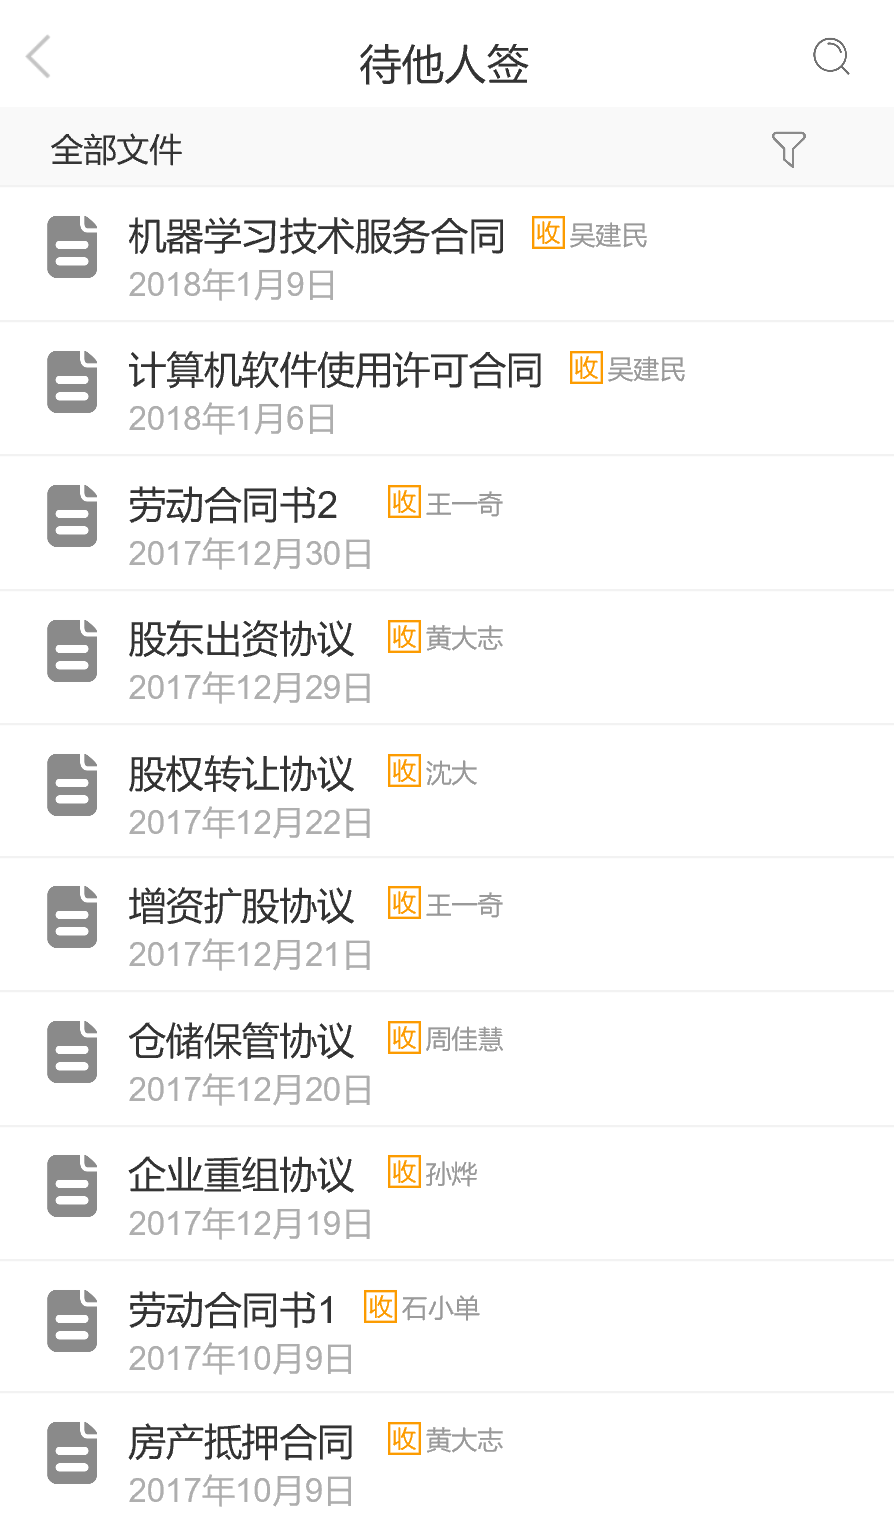 待他人签
全部文件
机器学习技术服务合同 收 吴建民
2018年1月9日
计算机软件使用许可合同 收 吴建民
2018年1月6日
劳动合同书2 收 王一奇
2017年12月30日
股东出资协议 收 黄大志
2017年12月29日
股权转让协议 收 沈大
2017年12月22日
增资扩股协议 收 王一奇
2017年12月21日
仓储保管协议 收 周佳慧
2017年12月20日
企业重组协议 收 孙烨
2017年12月19日
劳动合同书1 收 石小单
2017年10月9日
房产抵押合同 收 黄大志
2017年10月9日